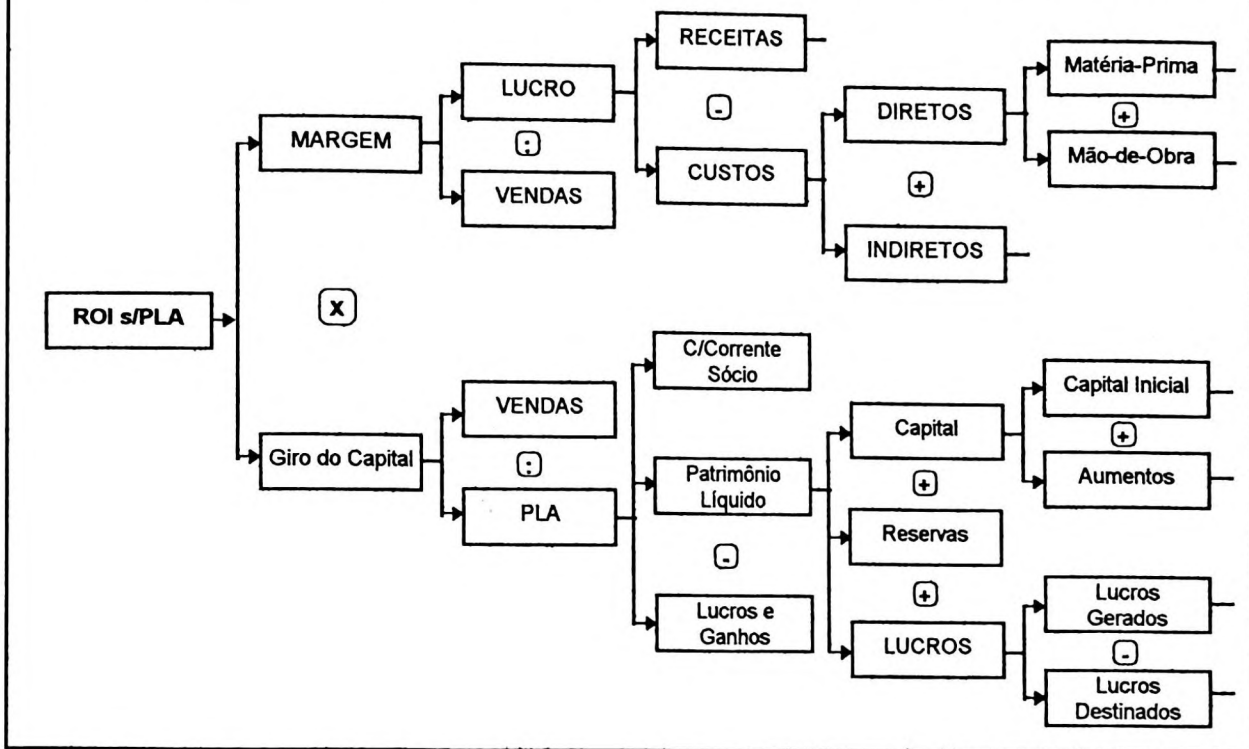 RECEITAS
Matéria-Prima
LUCRO
-
DIRETOS
+
MARGEM
:
CUSTOS
Mão-de-Obra
VENDAS
+
INDIRETOS
ROI s/PLA
X
C/Corrente
Sócio
VENDAS
Capital Inicial
Capital
+
Giro do Capital
:
Patrimônio
Líquido
+
Aumentos
PLA
Reservas
-
+
Lucros
Gerados
Lucros e
Ganhos
LUCROS
-
Lucros
Destinados